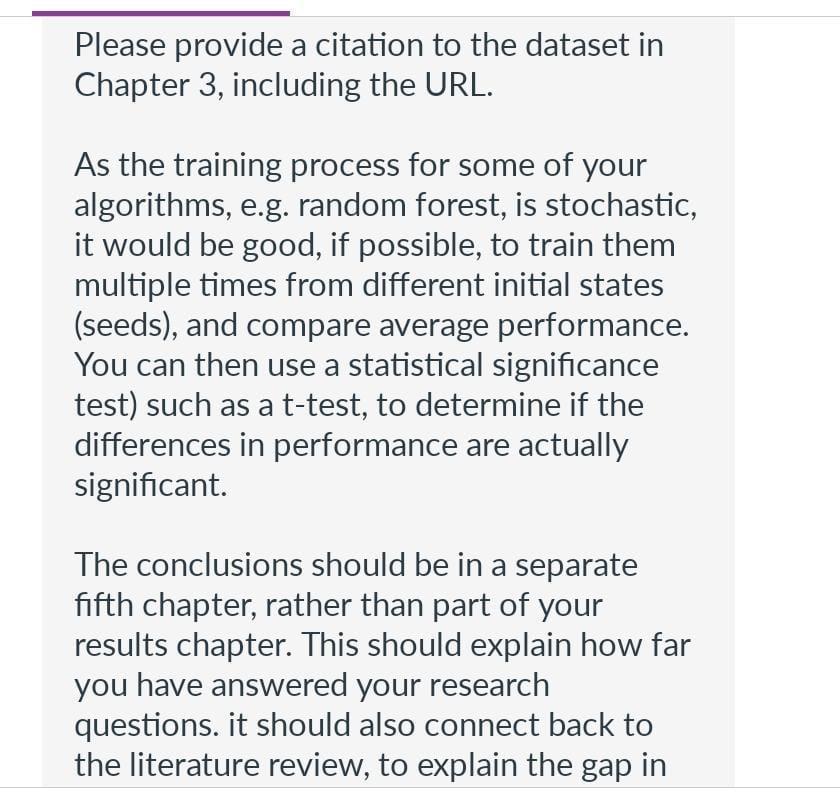 Please provide a citation to the dataset in
Chapter 3, including the URL.
As the training process for some of your
algorithms, e.g. random forest, is stochastic,
it would be good, if possible, to train them
multiple times from different initial states
(seeds), and compare average performance.
You can then use a statistical significance
test) such as a t-test, to determine if the
differences in performance are actually
significant.
The conclusions should be in a separate
fifth chapter, rather than part of your
results chapter. This should explain how far
you have answered your research
questions. it should also connect back to
the literature review, to explain the gap in